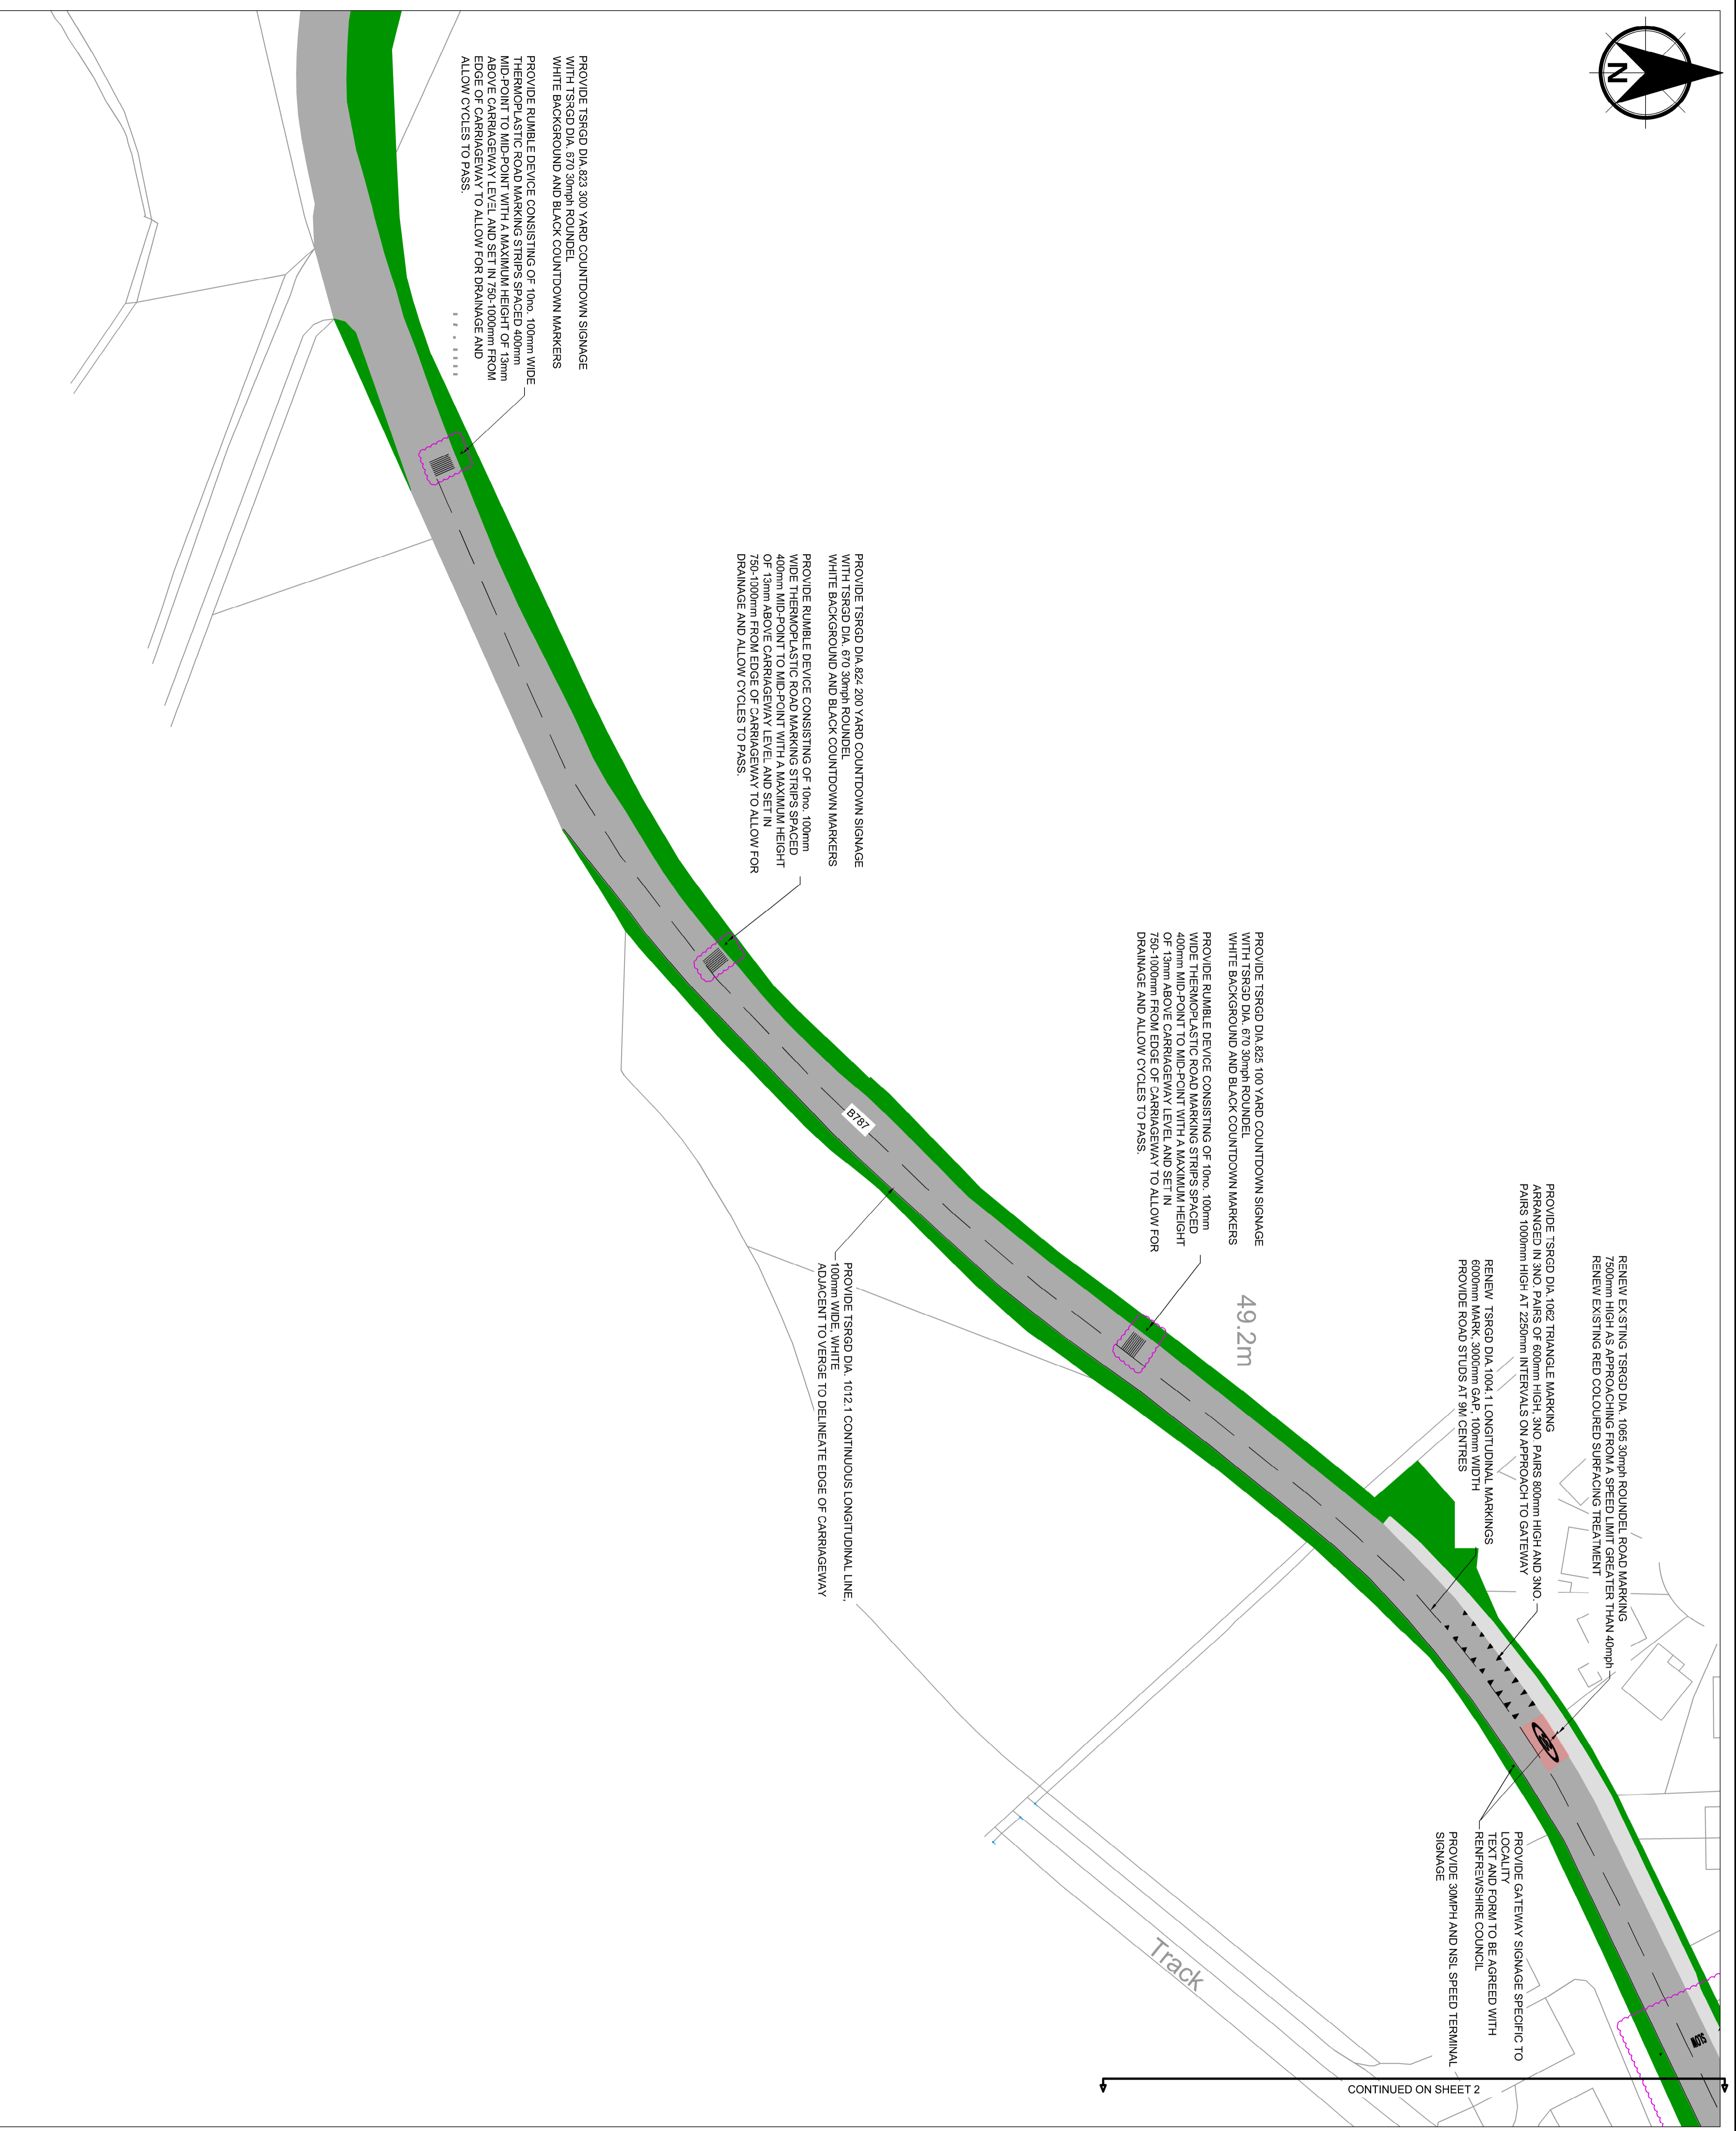 N
PROVIDE TSRGD DIA.823 300 YARD COUNTDOWN SIGNAGE
WITH TSRGD DIA. 670 30mph ROUNDEL
WHITE BACKGROUND AND BLACK COUNTDOWN MARKERS
PROVIDE RUMBLE DEVICE CONSISTING OF 10no. 100mm WIDE
THERMOPLASTIC ROAD MARKING STRIPS SPACED 400mm
MID-POINT TO MID-POINT WITH A MAXIMUM HEIGHT OF 13mm
ABOVE CARRIAGEWAY LEVEL AND SET IN 750-1000mm FROM
EDGE OF CARRIAGEWAY TO ALLOW FOR DRAINAGE AND
ALLOW CYCLES TO PASS.
PROVIDE TSRGD DIA.824 200 YARD COUNTDOWN SIGNAGE
WITH TSRGD DIA. 670 30mph ROUNDEL
WHITE BACKGROUND AND BLACK COUNTDOWN MARKERS
PROVIDE RUMBLE DEVICE CONSISTING OF 10no. 100mm
WIDE THERMOPLASTIC ROAD MARKING STRIPS SPACED
400mm MID-POINT TO MID-POINT WITH A MAXIMUM HEIGHT
OF 13mm ABOVE CARRIAGEWAY LEVEL AND SET IN
750-1000mm FROM EDGE OF CARRIAGEWAY TO ALLOW FOR
DRAINAGE AND ALLOW CYCLES TO PASS.
B787
PROVIDE TSRGD DIA.825 100 YARD COUNTDOWN SIGNAGE
WITH TSRGD DIA. 670 30mph ROUNDEL
WHITE BACKGROUND AND BLACK COUNTDOWN MARKERS
PROVIDE RUMBLE DEVICE CONSISTING OF 10no. 100mm
WIDE THERMOPLASTIC ROAD MARKING STRIPS SPACED
400mm MID-POINT TO MID-POINT WITH A MAXIMUM HEIGHT
OF 13mm ABOVE CARRIAGEWAY LEVEL AND SET IN
750-1000mm FROM EDGE OF CARRIAGEWAY TO ALLOW FOR
DRAINAGE AND ALLOW CYCLES TO PASS.
49.2m
PROVIDE TSRGD DIA. 1012.1 CONTINUOUS LONGITUDINAL LINE,
100mm WIDE, WHITE
ADJACENT TO VERGE TO DELINEATE EDGE OF CARRIAGEWAY
RENEW EXISTING TSRGD DIA. 1065 30mph ROUNDEL ROAD MARKING
7500mm HIGH AS APPROACHING FROM A SPEED LIMIT GREATER THAN 40mph
RENEW EXISTING RED COLOURED SURFACING TREATMENT
PROVIDE TSRGD DIA.1062 TRIANGLE MARKING
ARRANGED IN 3NO. PAIRS OF 600mm HIGH, 3NO. PAIRS 800mm HIGH AND 3NO.
PAIRS 1000mm HIGH AT 2250mm INTERVALS ON APPROACH TO GATEWAY
RENEW TSRGD DIA.1004.1 LONGITUDINAL MARKINGS
6000mm MARK, 3000mm GAP, 100mm WIDTH
PROVIDE ROAD STUDS AT 9M CENTRES
30
PROVIDE GATEWAY SIGNAGE SPECIFIC TO
LOCALITY
TEXT AND FORM TO BE AGREED WITH
RENFREWSHIRE COUNCIL
PROVIDE 30MPH AND NSL SPEED TERMINAL
SIGNAGE
Track
SLOW
CONTINUED ON SHEET 2